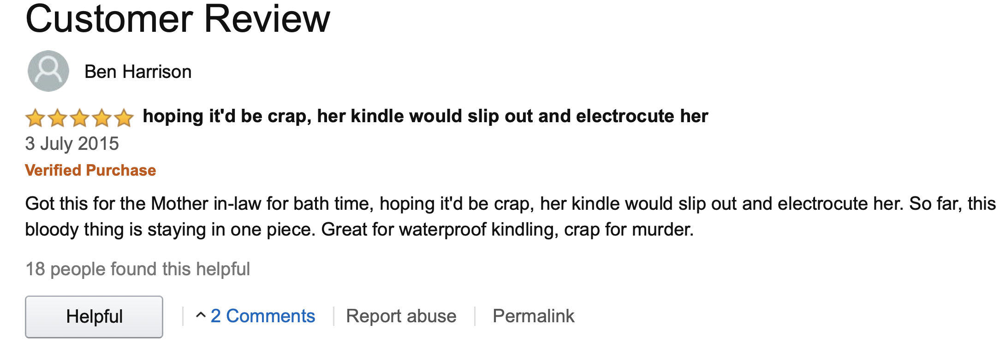 Customer Review
Ben Harrison
hoping it'd be crap, her kindle would slip out and electrocute her
3 July 2015
Verified Purchase
Got this for the Mother in-law for bath time, hoping it'd be crap, her kindle would slip out and electrocute her. So far, this
bloody thing is staying in one piece. Great for waterproof kindling, crap for murder.
18 people found this helpful
Helpful
2 Comments
Report abuse
Permalink